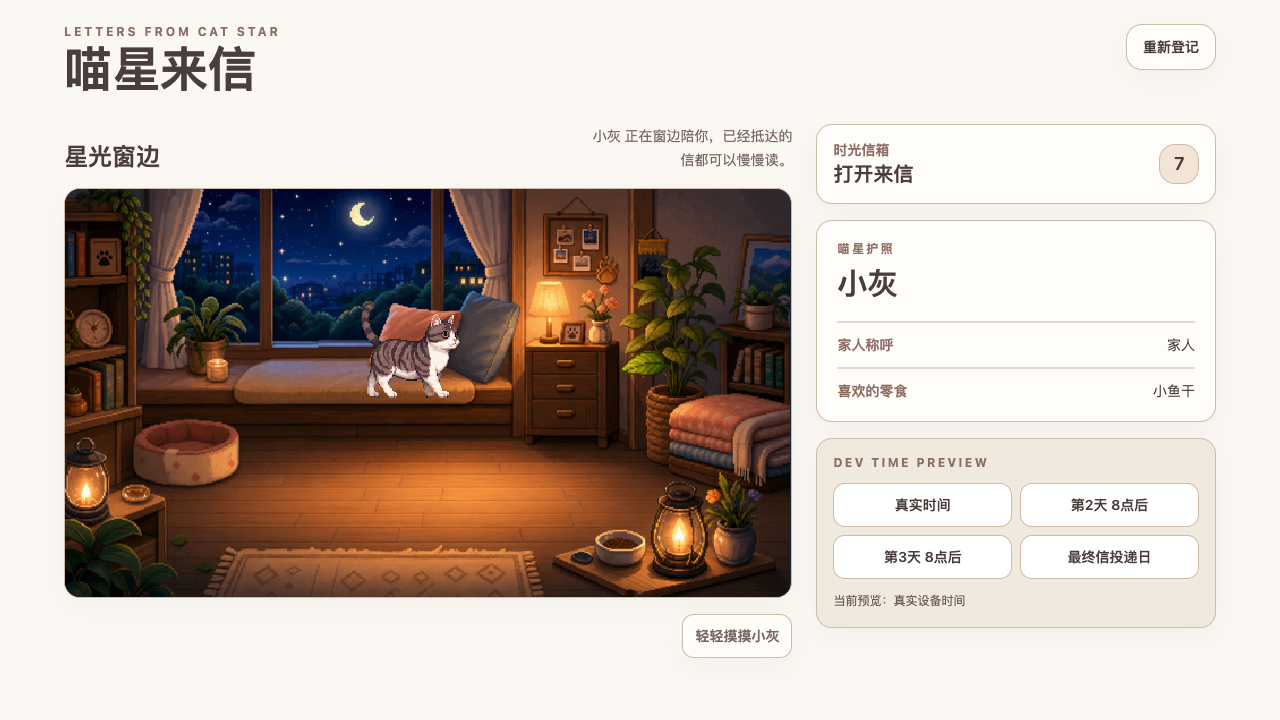 LETTERS FROM CAT STAR
喵星来信
重新登记
星光窗边
小灰 正在窗边陪你，已经抵达的
信都可以慢慢读。
轻轻摸摸小灰
时光信箱
打开来信
7
喵星护照
小灰
家人称呼
家人
喜欢的零食
小鱼干
DEV TIME PREVIEW
真实时间
第2天 8点后
第3天 8点后
最终信投递日
当前预览：真实设备时间